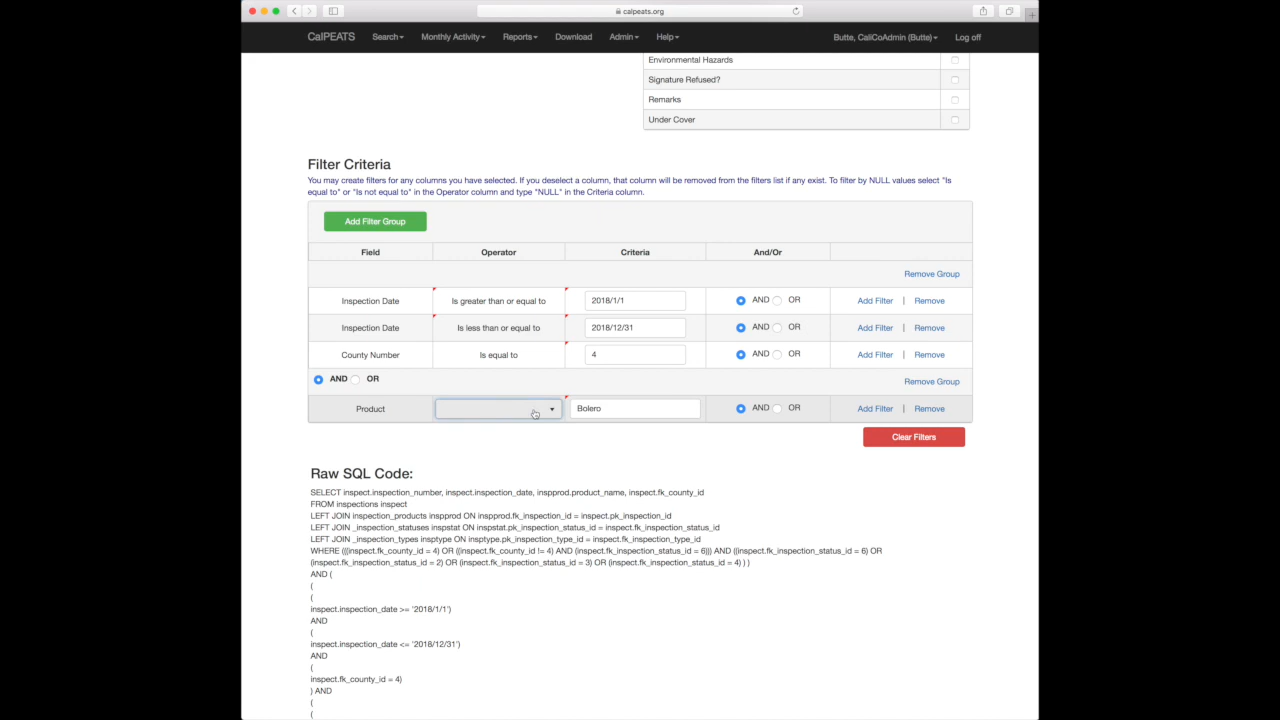 calpeats.org
CalPEATS Search Monthly Activity Reports Download Admin Help Butte, CaliCoAdmin (Butte) Log off
Environmental Hazards
Signature Refused?
Remarks
Under Cover
Filter Criteria
You may create filters for any columns you have selected. If you deselect a column, that column will be removed from the filters list if any exist. To filter by NULL values select "Is
equal to" or "Is not equal to" in the Operator column and type "NULL" in the Criteria column.
Add Filter Group
Field Operator Criteria And/Or
Remove Group
Inspection Date Is greater than or equal to 2018/1/1 AND OR Add Filter | Remove
Inspection Date Is less than or equal to 2018/12/31 AND OR Add Filter | Remove
County Number Is equal to 4 AND OR Add Filter | Remove
AND OR Remove Group
Product Bolero AND OR Add Filter | Remove
Clear Filters
Raw SQL Code:
SELECT inspect.inspection_number, inspect.inspection_date, inspprod.product_name, inspect.fk_county_id
FROM inspections inspect
LEFT JOIN inspection_products inspprod ON inspprod.fk_inspection_id = inspect.pk_inspection_id
LEFT JOIN _inspection_statuses inspstat ON inspstat.pk_inspection_status_id = inspect.fk_inspection_status_id
LEFT JOIN _inspection_types insptype ON insptype.pk_inspection_type_id = inspect.fk_inspection_type_id
WHERE (((inspect.fk_county_id = 4) OR ((inspect.fk_county_id != 4) AND (inspect.fk_inspection_status_id = 6))) AND ((inspect.fk_inspection_status_id = 6) OR
(inspect.fk_inspection_status_id = 2) OR (inspect.fk_inspection_status_id = 3) OR (inspect.fk_inspection_status_id = 4) ) )
AND (
(
(
inspect.inspection_date >= '2018/1/1')
AND
(
inspect.inspection_date <= '2018/12/31')
AND
(
inspect.fk_county_id = 4)
) AND
(
(